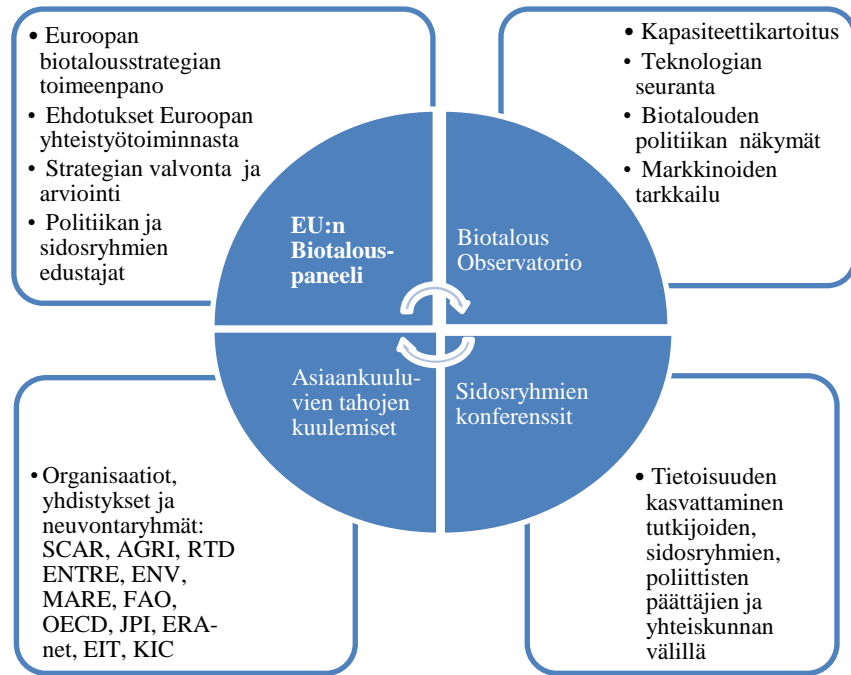 • Euroopan
biotalousstrategian
toimeenpano
• Ehdotukset Euroopan
yhteistyötoiminnasta
• Strategian valvonta ja
arviointi
• Politiikan ja
sidosryhmien
edustajat
• Kapasiteettikartoitus
• Teknologian
seuranta
• Biotalouden
politiikan näkymät
• Markkinoiden
tarkkailu
EU:n
Biotalous-
paneeli
Biotalous
Observatorio
Asiaankuulu-
vien tahojen
kuulemiset
Sidosryhmien
konferenssit
• Organisaatiot,
yhdistykset ja
neuvontaryhmät:
SCAR, AGRI, RTD
ENTRE, ENV,
MARE, FAO,
OECD, JPI, ERA-
net, EIT, KIC
• Tietoisuuden
kasvattaminen
tutkijoiden,
sidosryhmien,
poliittisten
päättäjien ja
yhteiskunnan
välillä